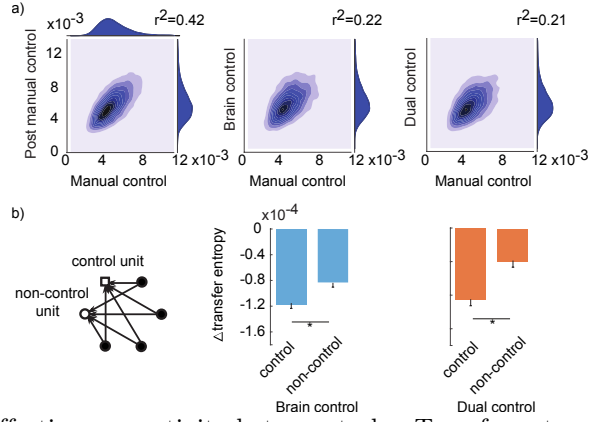 a)
x10⁻³
r²=0.42
r²=0.22
r²=0.21
Post manual control
12
8
4
0
0 4 8 12 x10⁻³
Manual control
Brain control
0 4 8 12 x10⁻³
Manual control
Dual control
0 4 8 12 x10⁻³
Manual control
b)
control unit
non-control
unit
x10⁻⁴
Δtransfer entropy
0
-0.4
-0.8
-1.2
-1.6
*
control
non-control
Brain control
*
control
non-control
Dual control